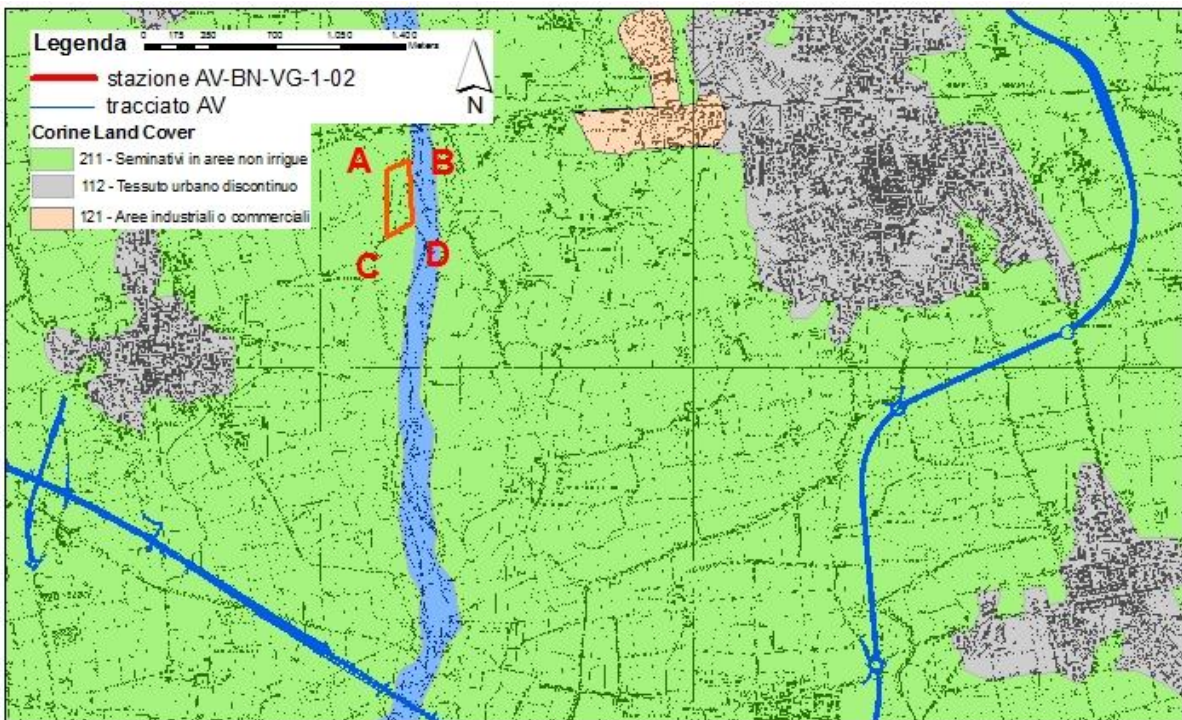 Legenda
0 175 350 700 1.050 1.400
Meters
stazione AV-BN-VG-1-02
tracciato AV
N
Corine Land Cover
211 - Seminativi in aree non irrigue
112 - Tessuto urbano discontinuo
121 - Aree industriali o commerciali
A B
C D